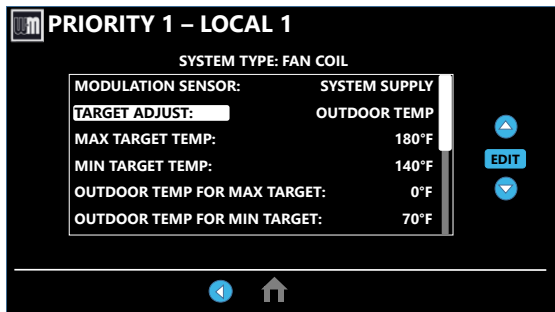 wm PRIORITY 1 – LOCAL 1
SYSTEM TYPE: FAN COIL
MODULATION SENSOR: SYSTEM SUPPLY
TARGET ADJUST: OUTDOOR TEMP
MAX TARGET TEMP: 180°F
MIN TARGET TEMP: 140°F
EDIT
OUTDOOR TEMP FOR MAX TARGET: 0°F
OUTDOOR TEMP FOR MIN TARGET: 70°F